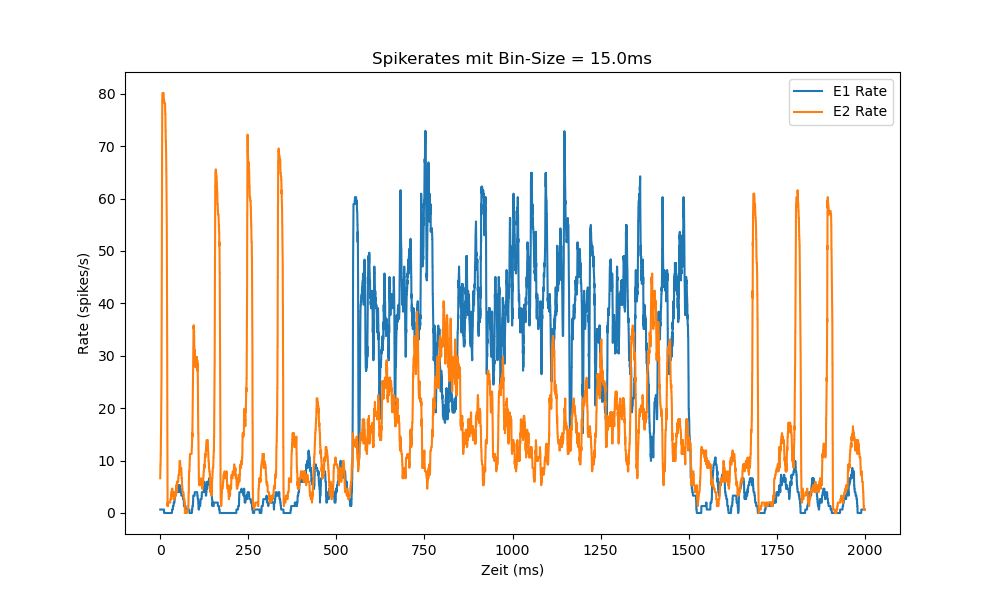 Spikerates mit Bin-Size = 15.0ms
E1 Rate
E2 Rate
80
70
60
50
40
30
20
10
0
Rate (spikes/s)
0 250 500 750 1000 1250 1500 1750 2000
Zeit (ms)